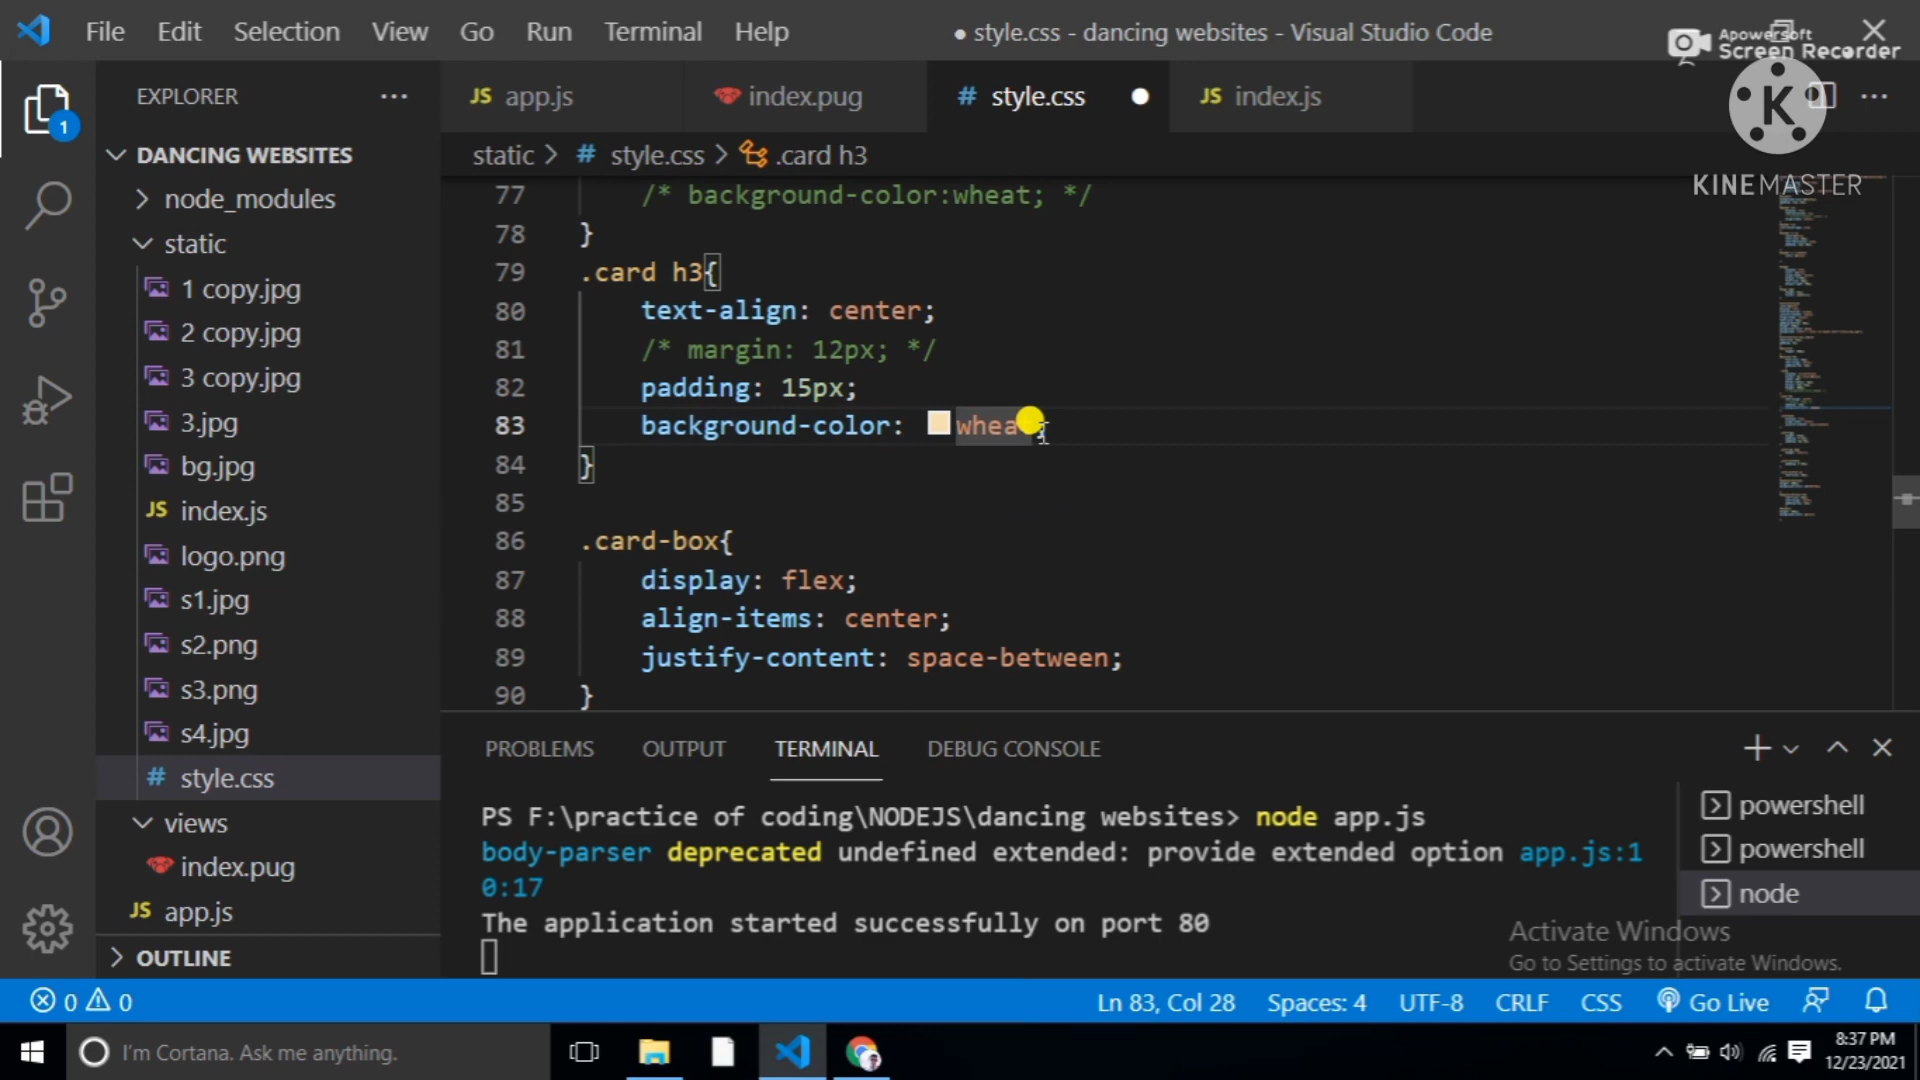 File Edit Selection View Go Run Terminal Help
● style.css - dancing websites - Visual Studio Code
Apowersoft
Screen Recorder
EXPLORER
JS app.js
index.pug
# style.css
JS index.js
K
KINEMASTER
static > # style.css > .card h3
1
DANCING WEBSITES
node_modules
static
1 copy.jpg
2 copy.jpg
3 copy.jpg
3.jpg
bg.jpg
JS index.js
logo.png
s1.jpg
s2.png
s3.png
s4.jpg
# style.css
views
index.pug
JS app.js
OUTLINE
77 /* background-color:wheat; */
78 }
79 .card h3{
80 text-align: center;
81 /* margin: 12px; */
82 padding: 15px;
83 background-color: whea ;
84 }
85
86 .card-box{
87 display: flex;
88 align-items: center;
89 justify-content: space-between;
90 }
PROBLEMS OUTPUT TERMINAL DEBUG CONSOLE
PS F:\practice of coding\NODEJS\dancing websites> node app.js
body-parser deprecated undefined extended: provide extended option app.js:1
0:17
The application started successfully on port 80
powershell
powershell
node
Activate Windows
Go to Settings to activate Windows.
0 0
Ln 83, Col 28 Spaces: 4 UTF-8 CRLF CSS Go Live
I'm Cortana. Ask me anything.
8:37 PM
12/23/2021